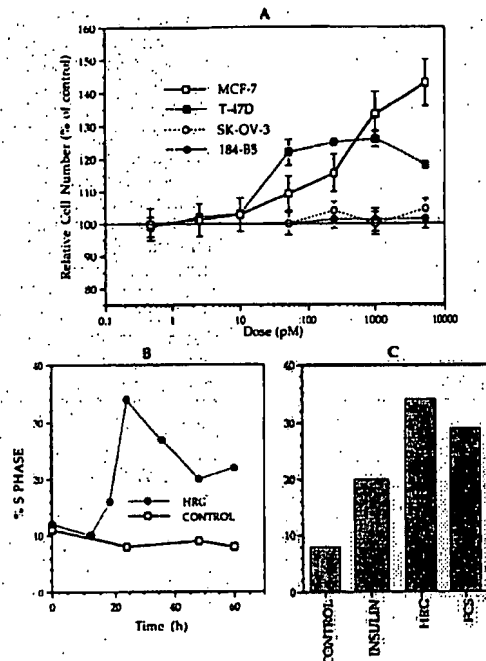 A
Relative Cell Number (% of control)
160
150
140
130
120
110
100
90
80
MCF-7
T-47D
SK-OV-3
184-B5
0.1
1
10
100
1000
10000
Dose (pM)
B
% S PHASE
40
30
20
10
0
HRG
CONTROL
0
20
40
60
Time (h)
C
40
30
20
10
0
CONTROL
INSULIN
HRG
FCS